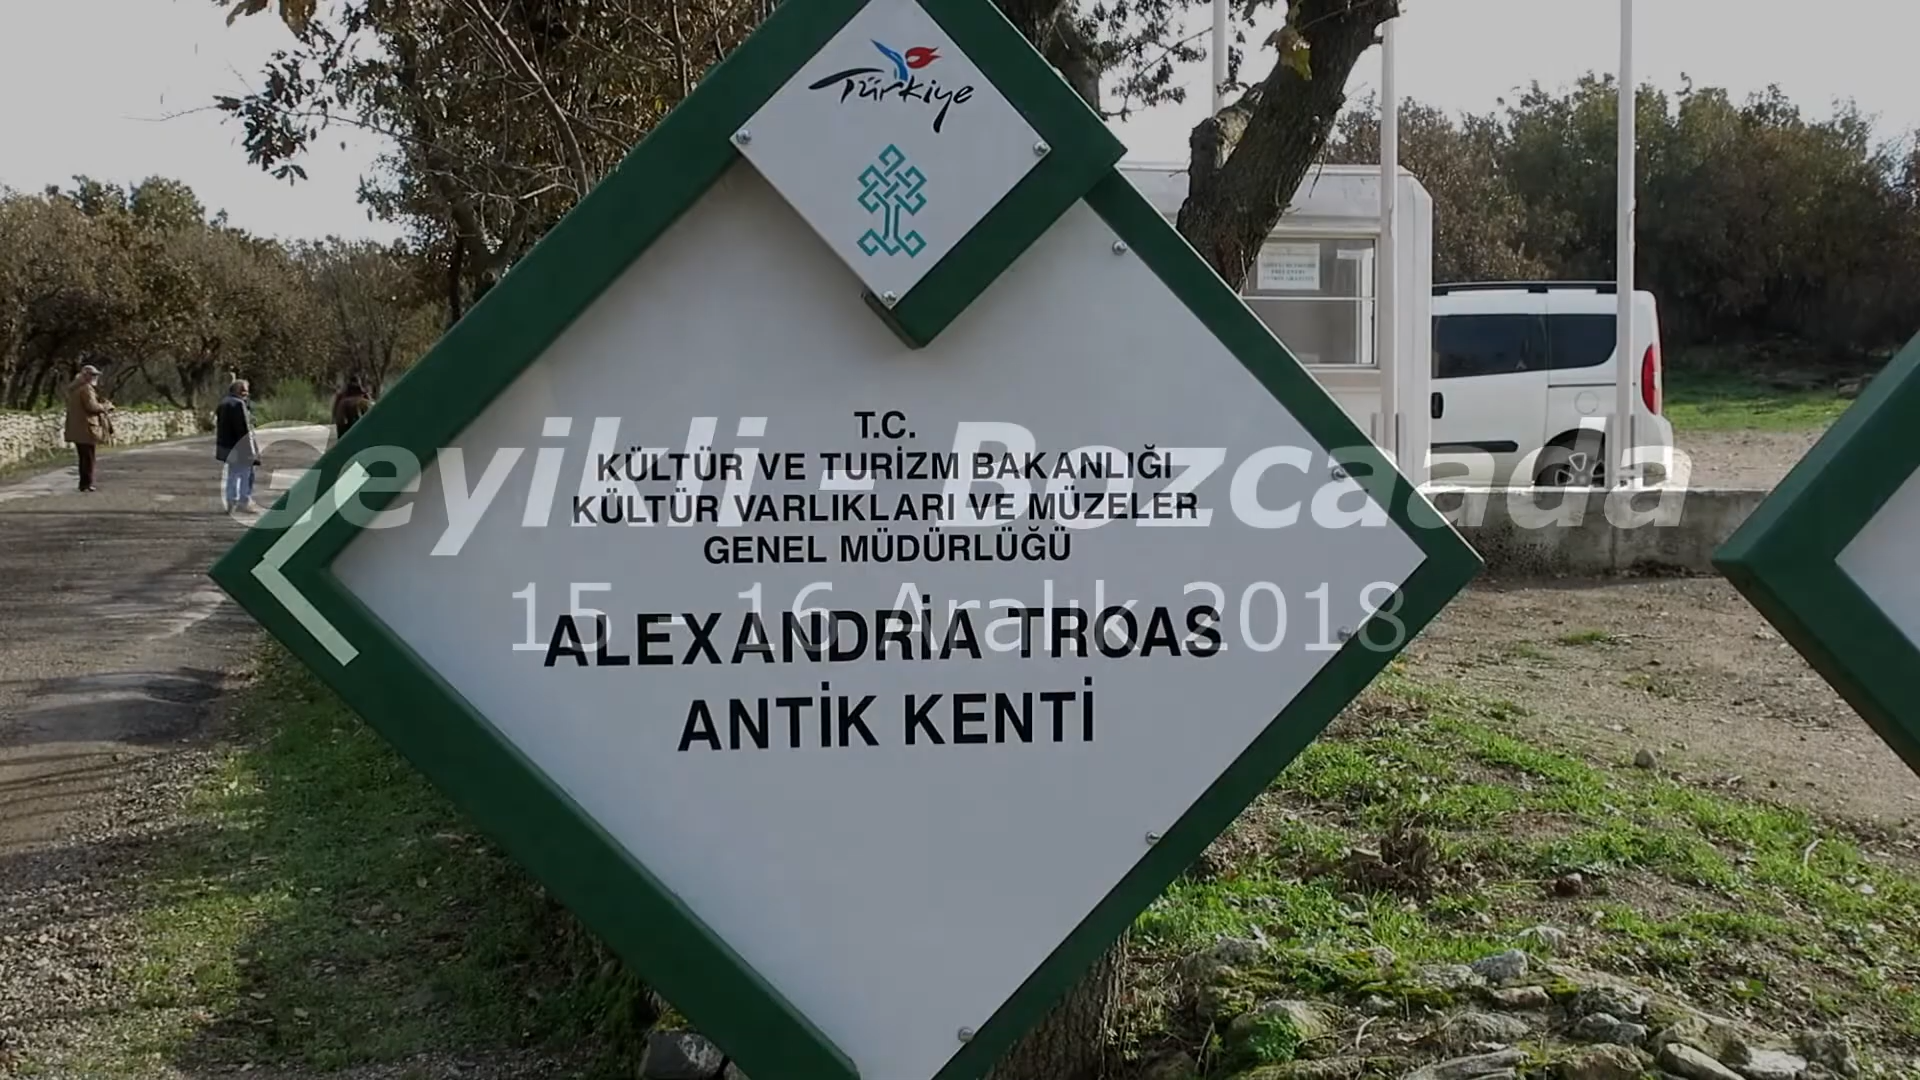 Türkiye
T.C.
KÜLTÜR VE TURİZM BAKANLIĞI
KÜLTÜR VARLIKLARI VE MÜZELER
GENEL MÜDÜRLÜĞÜ
ALEXANDRİA TROAS
ANTİK KENTİ
Geyikli - Bozcaada
15 - 16 Aralık 2018